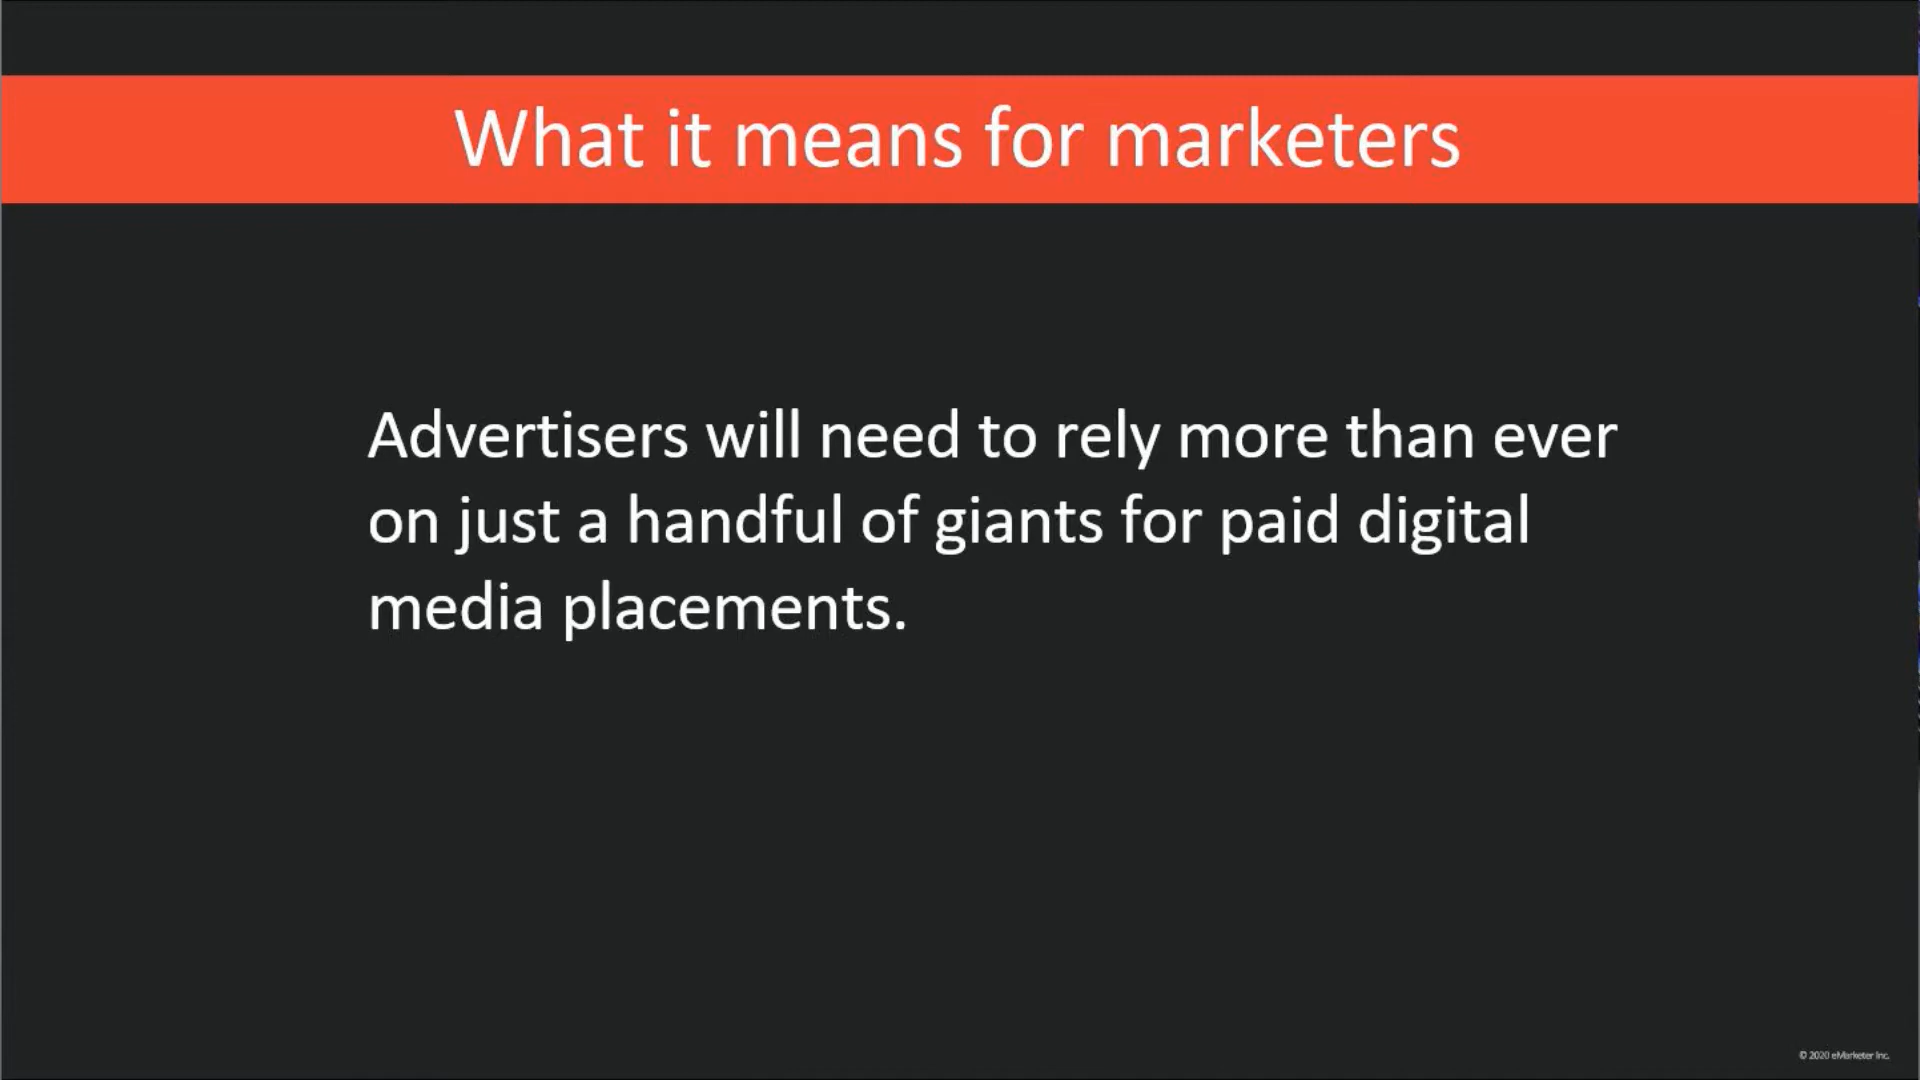 What it means for marketers
Advertisers will need to rely more than ever
on just a handful of giants for paid digital
media placements.
© 2020 eMarketer Inc.